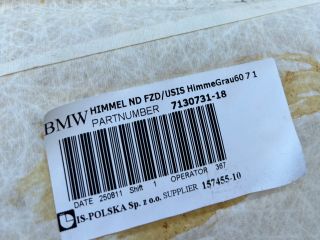 BMW HIMMEL ND FZD/USIS HimmeGrau60 7 1
PARTNUMBER 7130731-18
DATE 250811 Shift 1 OPERATOR 367
IS-POLSKA Sp. z o.o. SUPPLIER 157455-10